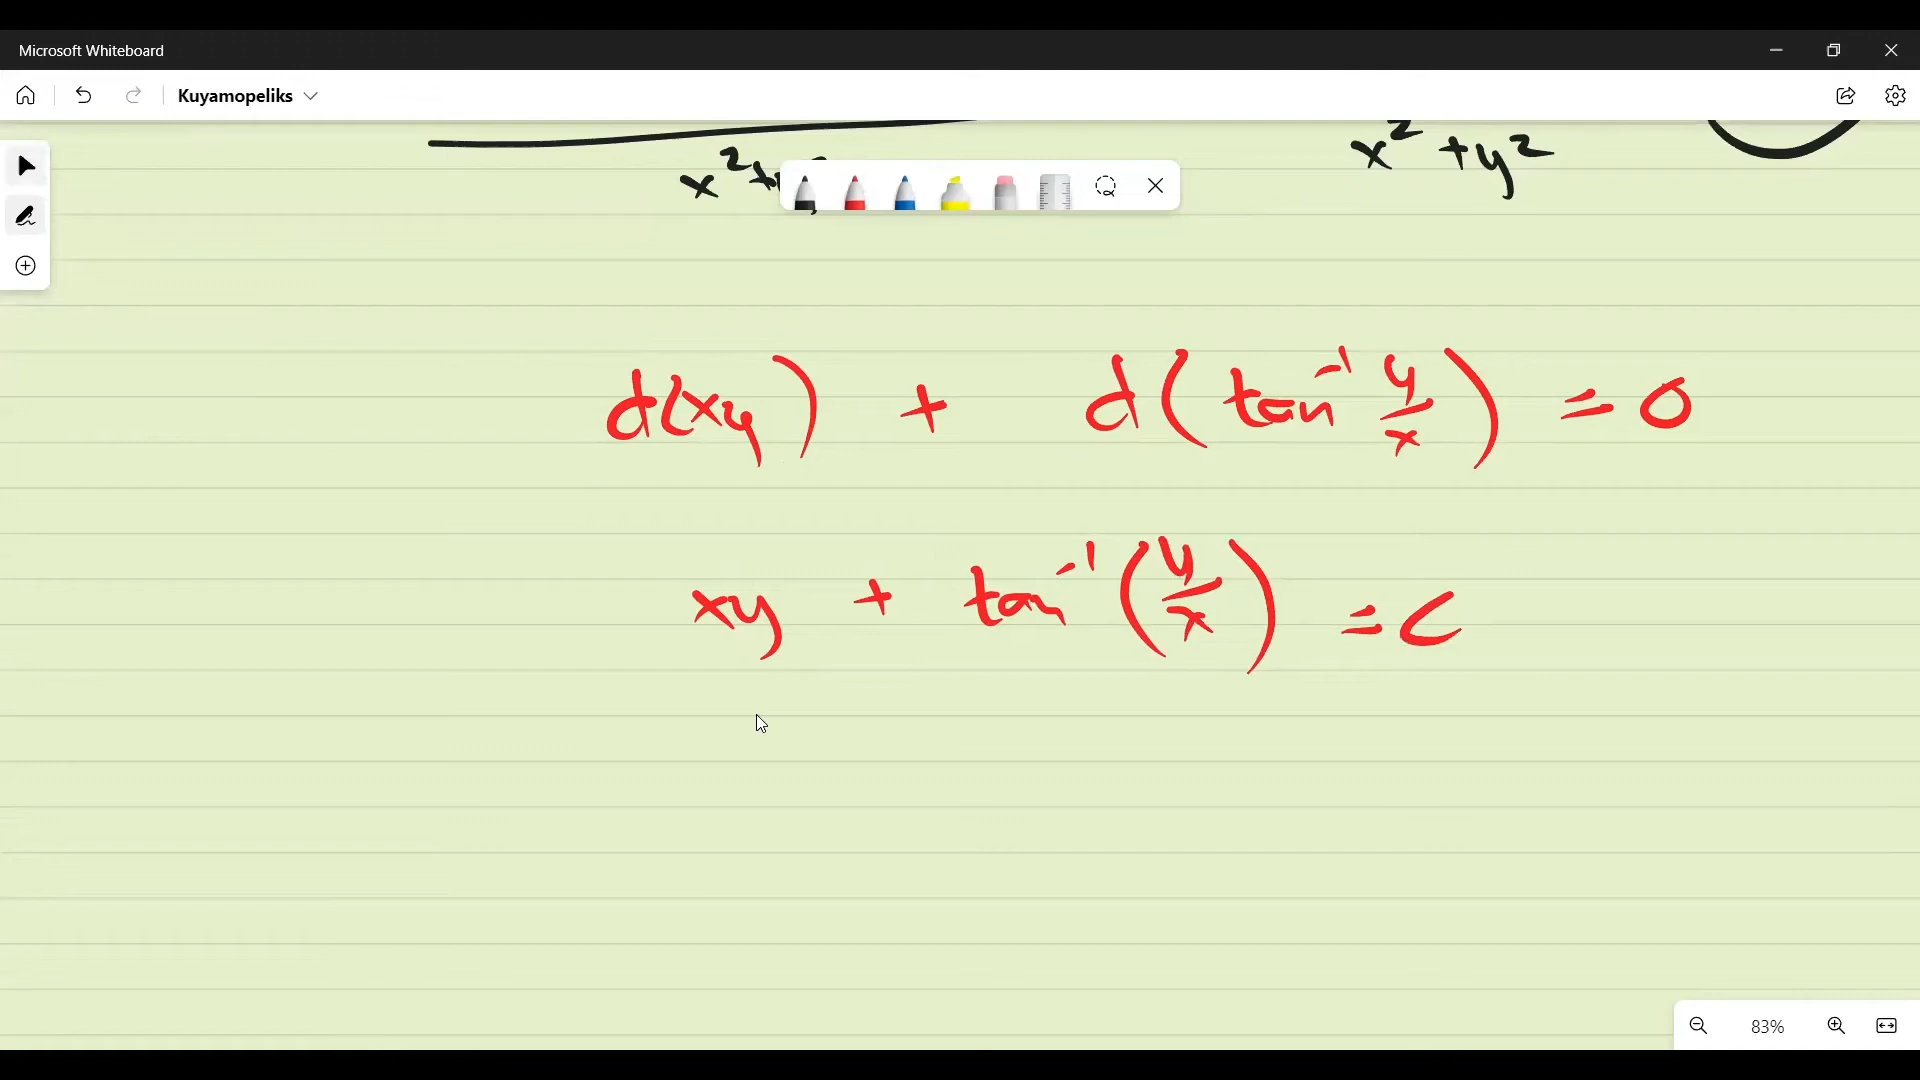 Microsoft Whiteboard
Kuyamopeliks
x² + y²
d(xy) + d(tan⁻¹ y/x) = 0
xy + tan⁻¹(y/x) = C
83%